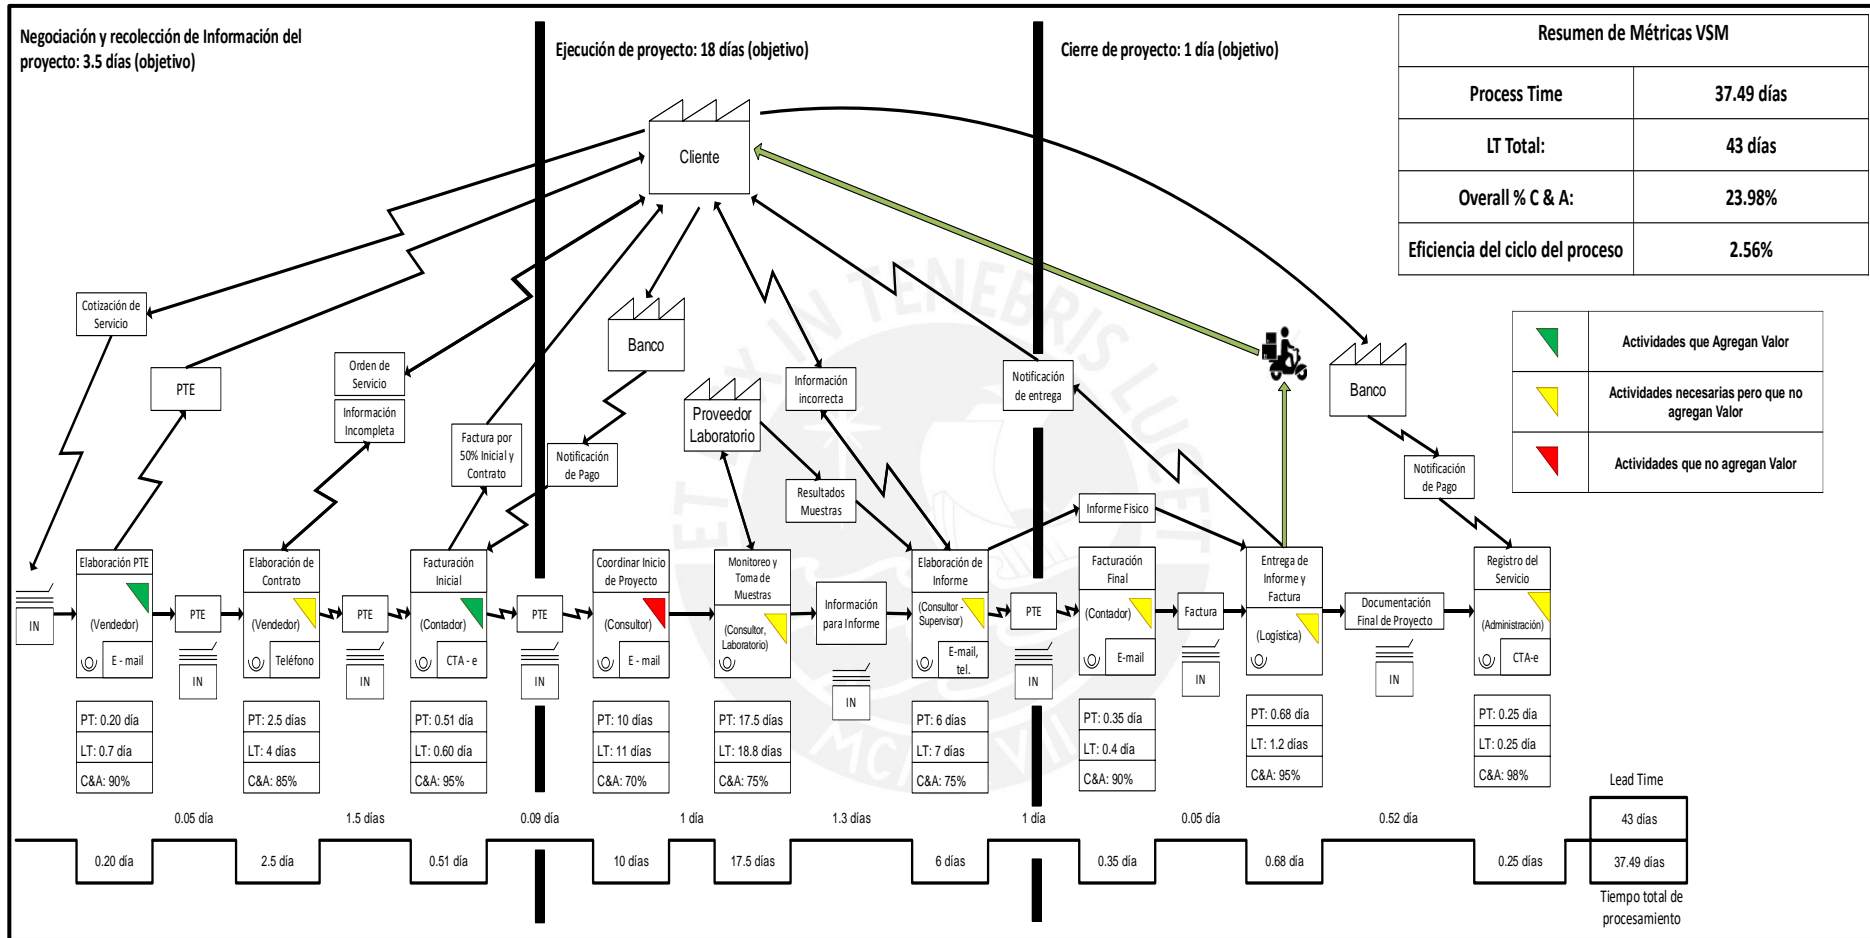 Negociación y recolección de Información del
proyecto: 3.5 días (objetivo)
Ejecución de proyecto: 18 días (objetivo)
Cierre de proyecto: 1 día (objetivo)
Resumen de Métricas VSM
Process Time
37.49 días
LT Total:
43 días
Overall % C & A:
23.98%
Eficiencia del ciclo del proceso
2.56%
Actividades que Agregan Valor
Actividades necesarias pero que no
agregan Valor
Actividades que no agregan Valor
Cliente
Cotización de
Servicio
PTE
Orden de
Servicio
Información
Incompleta
Factura por
50% Inicial y
Contrato
Banco
Notificación
de Pago
Proveedor
Laboratorio
Información
incorrecta
Resultados
Muestras
Notificación
de entrega
Informe Físico
Banco
Notificación
de Pago
ET LUX IN TENEBRIS LUCET
IN
Elaboración PTE
(Vendedor)
E - mail
PTE
IN
Elaboración de
Contrato
(Vendedor)
Teléfono
PTE
IN
Facturación
Inicial
(Contador)
CTA - e
PTE
IN
Coordinar Inicio
de Proyecto
(Consultor)
E - mail
Monitoreo y
Toma de
Muestras
(Consultor,
Laboratorio)
Información
para Informe
IN
Elaboración de
Informe
(Consultor -
Supervisor)
E-mail,
tel.
PTE
IN
Facturación
Final
(Contador)
E-mail
Factura
IN
Entrega de
Informe y
Factura
(Logística)
Documentación
Final de Proyecto
IN
Registro del
Servicio
(Administración)
CTA-e
PT: 0.20 día
LT: 0.7 día
C&A: 90%
PT: 2.5 días
LT: 4 días
C&A: 85%
PT: 0.51 día
LT: 0.60 día
C&A: 95%
PT: 10 días
LT: 11 días
C&A: 70%
PT: 17.5 días
LT: 18.8 días
C&A: 75%
PT: 6 días
LT: 7 días
C&A: 75%
PT: 0.35 día
LT: 0.4 día
C&A: 90%
PT: 0.68 día
LT: 1.2 días
C&A: 95%
PT: 0.25 día
LT: 0.25 día
C&A: 98%
0.05 día
1.5 días
0.09 día
1 día
1.3 días
1 día
0.05 día
0.52 día
Lead Time
43 días
0.20 día
2.5 día
0.51 día
10 días
17.5 días
6 días
0.35 día
0.68 día
0.25 días
37.49 días
Tiempo total de
procesamiento